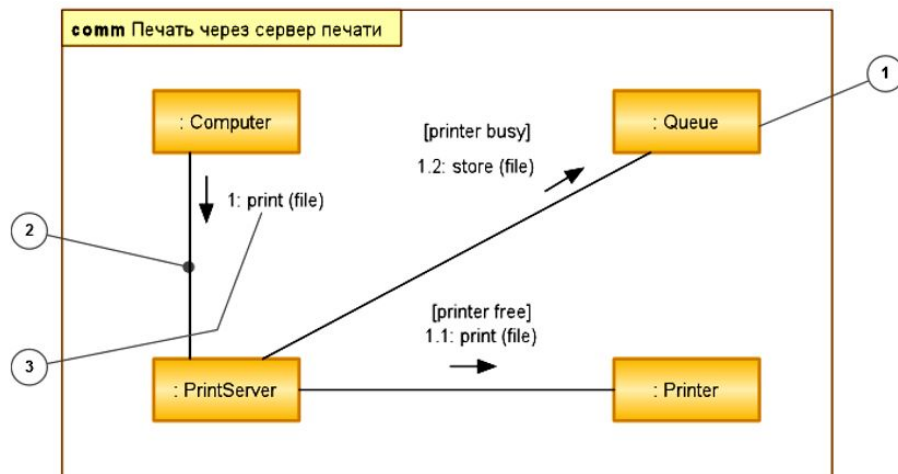 comm Печать через сервер печати
1
: Computer
: Queue
[printer busy]
1.2: store (file)
1: print (file)
2
[printer free]
1.1: print (file)
3
: PrintServer
: Printer